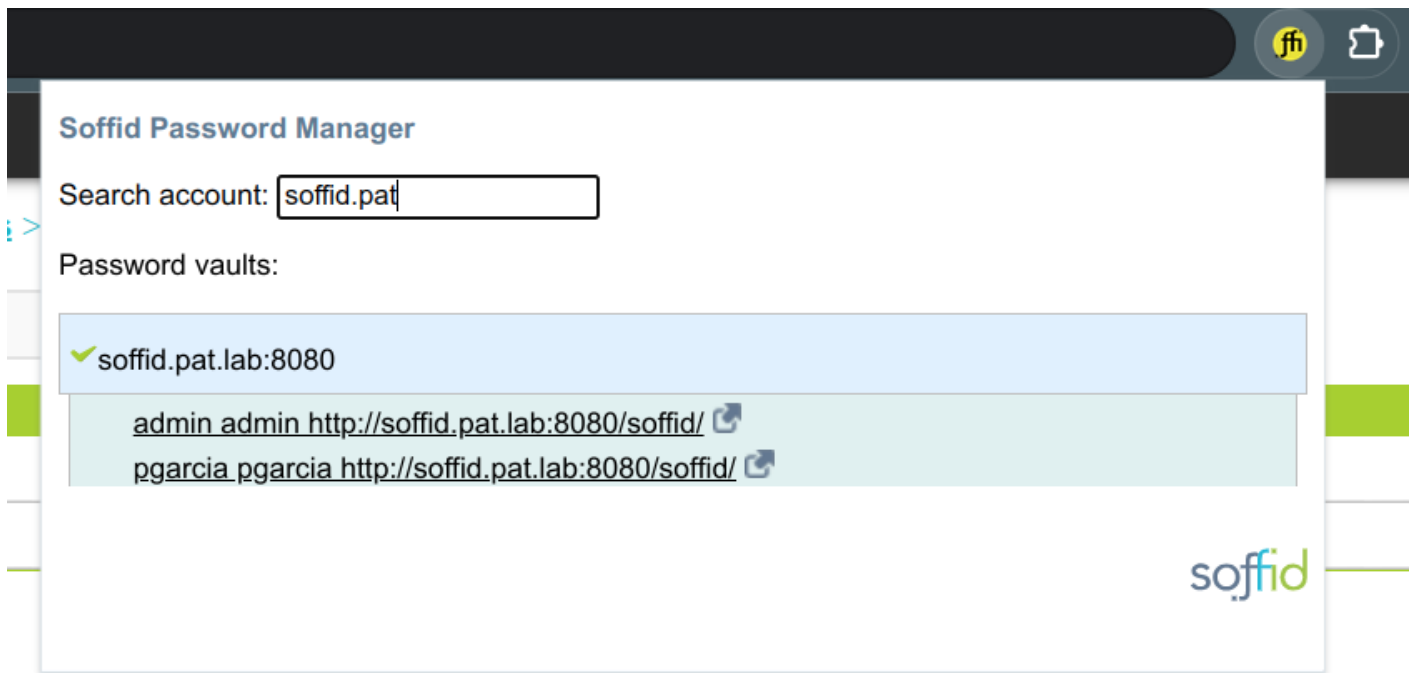 ffi
Soffid Password Manager
Search account: soffid.pat
s >
Password vaults:
soffid.pat.lab:8080
admin admin http://soffid.pat.lab:8080/soffid/
pgarcia pgarcia http://soffid.pat.lab:8080/soffid/
soffid